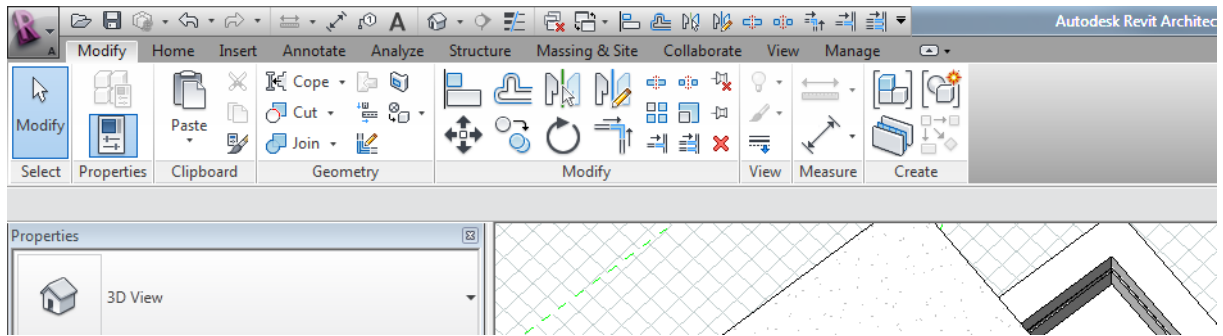 Autodesk Revit Architec
Modify Home Insert Annotate Analyze Structure Massing & Site Collaborate View Manage
Cope
Modify Paste Cut
Join
Select Properties Clipboard Geometry Modify View Measure Create
Properties
3D View